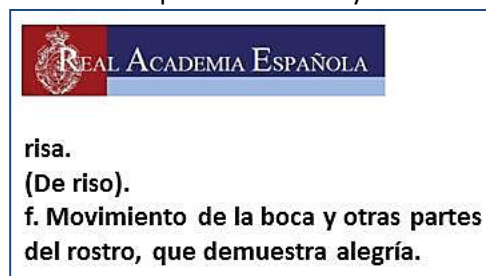 REAL ACADEMIA ESPAÑOLA
risa.
(De riso).
f. Movimiento de la boca y otras partes
del rostro, que demuestra alegría.